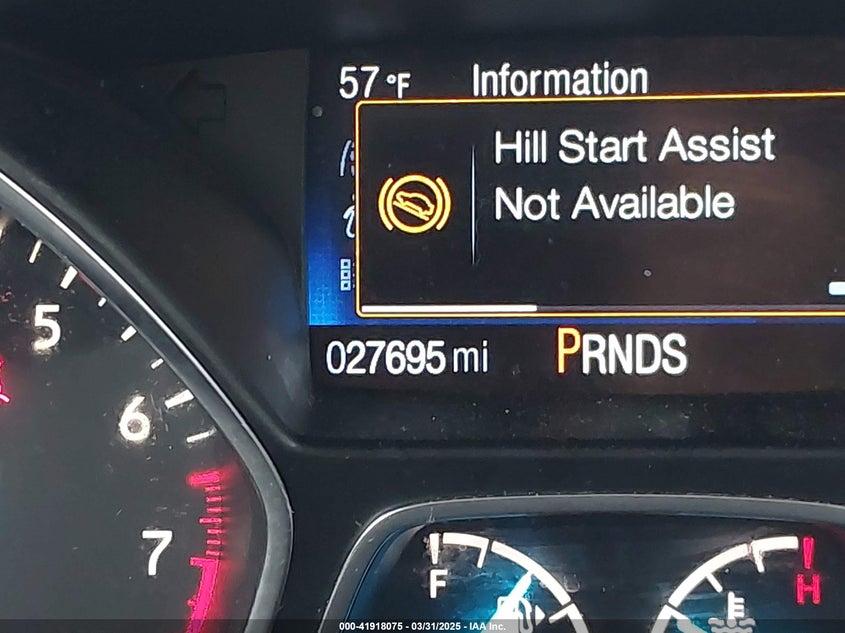 57 °F Information
Hill Start Assist
Not Available
027695 mi PRNDS
5
6
7
F
H
000-41918075 - 03/31/2025 - IAA Inc.